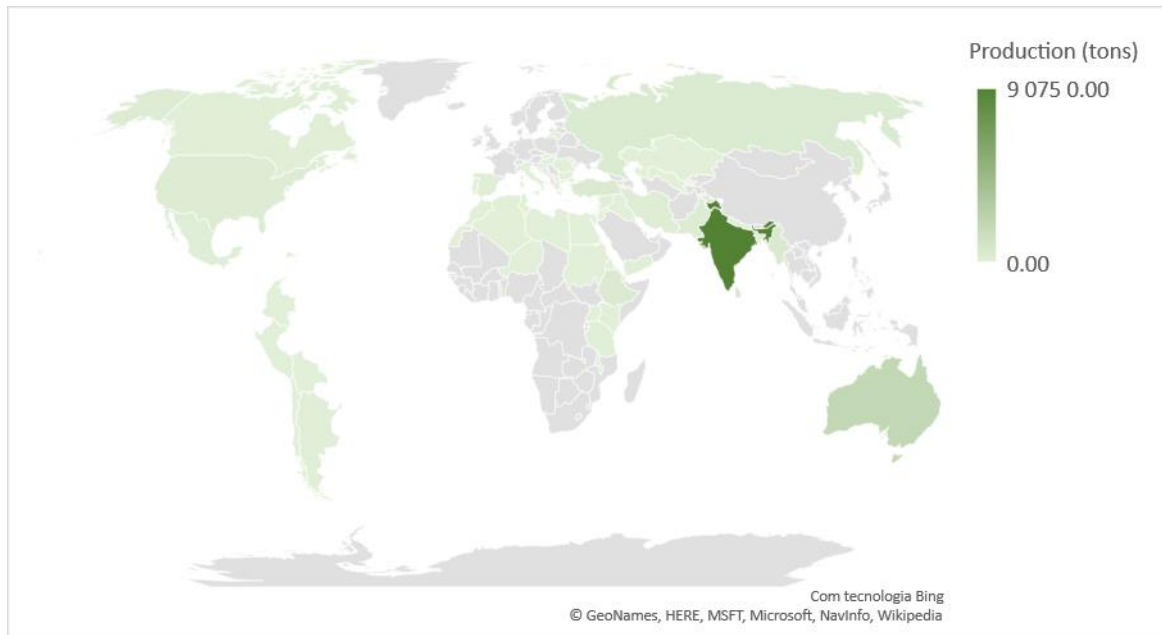 Production (tons)
9 075 0.00
0.00
Com tecnologia Bing
© GeoNames, HERE, MSFT, Microsoft, NavInfo, Wikipedia